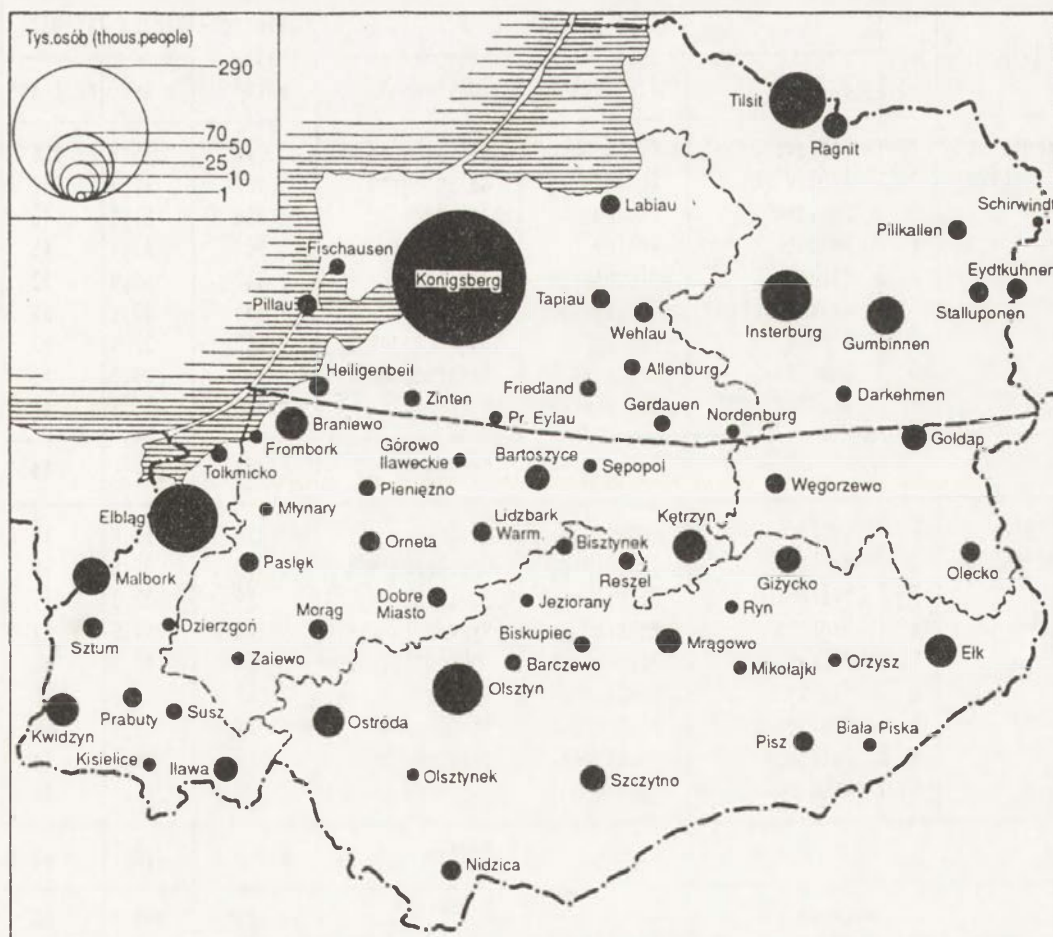 Tys.osób (thous.people)
290
70
50
25
10
1
Tilsit
Ragnit
Labiau
Schirwindt
Pillkallen
Fischausen
Konigsberg
Eydtkuhnen
Pillau
Tapiau
Wehlau
Insterburg
Stalluponen
Gumbinnen
Heiligenbeil
Allenburg
Zinten
Friedland
Darkehmen
Gerdauen
Nordenburg
Pr. Eylau
Braniewo
Frombork
Gołdap
Tolkmicko
Górowo
Iławeckie
Bartoszyce
Sępopol
Pieniężno
Węgorzewo
Młynary
Elbląg
Lidzbark
Warm.
Kętrzyn
Orneta
Bisztynek
Pasłęk
Reszel
Giżycko
Olecko
Malbork
Dobre
Miasto
Jeziorany
Ryn
Morąg
Dzierzgoń
Sztum
Biskupiec
Mrągowo
Ełk
Zalewo
Barczewo
Mikołajki
Orzysz
Olsztyn
Prabuty
Susz
Kwidzyn
Ostróda
Pisz
Biała Piska
Kisielice
Iława
Olsztynek
Szczytno
Nidzica